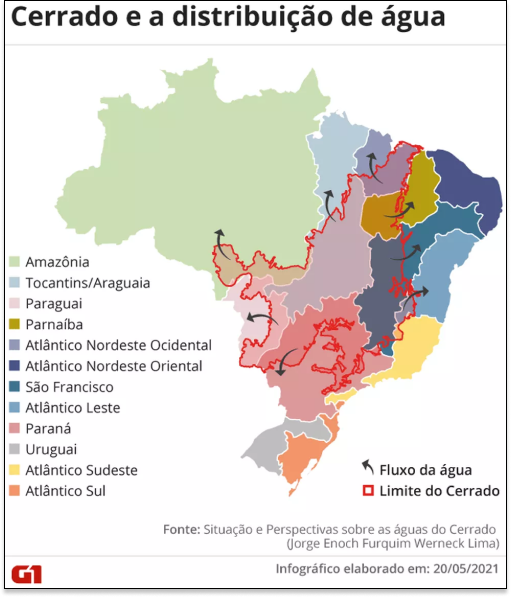 Cerrado e a distribuição de água
Amazônia
Tocantins/Araguaia
Paraguai
Parnaíba
Atlântico Nordeste Ocidental
Atlântico Nordeste Oriental
São Francisco
Atlântico Leste
Paraná
Uruguai
Atlântico Sudeste
Atlântico Sul
Fluxo da água
Limite do Cerrado
Fonte: Situação e Perspectivas sobre as águas do Cerrado
(Jorge Enoch Furquim Werneck Lima)
G1
Infográfico elaborado em: 20/05/2021